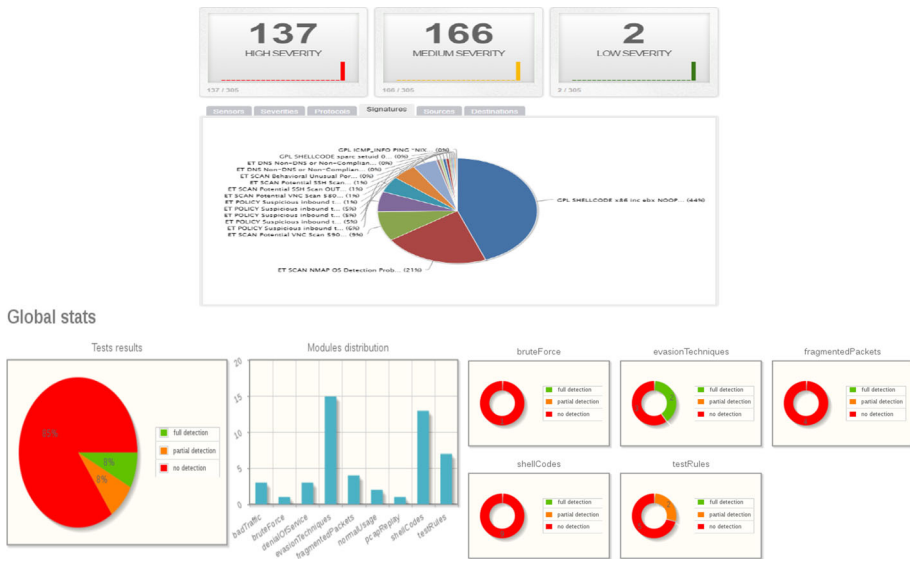 137
HIGH SEVERITY
137 / 305
166
MEDIUM SEVERITY
166 / 305
2
LOW SEVERITY
2 / 305
Sensors
Severities
Protocols
Signatures
Sources
Destinations
GPL ICMP_INFO PING *NIX... (0%)
GPL SHELLCODE sparc setuid 0... (0%)
ET DNS Non-DNS or Non-Complian... (0%)
ET DNS Non-DNS or Non-Complian... (0%)
ET SCAN Behavioral Unusual Por... (0%)
ET SCAN Potential SSH Scan... (1%)
ET SCAN Potential SSH Scan OUT... (1%)
ET SCAN Potential VNC Scan 580... (1%)
ET POLICY Suspicious inbound t... (1%)
ET POLICY Suspicious inbound t... (5%)
ET POLICY Suspicious inbound t... (5%)
ET POLICY Suspicious inbound t... (6%)
ET SCAN Potential VNC Scan 590... (9%)
ET SCAN NMAP OS Detection Prob... (21%)
GPL SHELLCODE x86 inc ebx NOOP... (44%)
Global stats
Tests results
85%
8%
full detection
partial detection
no detection
Modules distribution
20
15
10
5
0
badTraffic
bruteForce
denialOfService
evasionTechniques
fragmentedPackets
normalUsage
pcapReplay
shellCodes
testRules
bruteForce
full detection
partial detection
no detection
evasionTechniques
full detection
partial detection
no detection
fragmentedPackets
full detection
partial detection
no detection
shellCodes
full detection
partial detection
no detection
testRules
full detection
partial detection
no detection